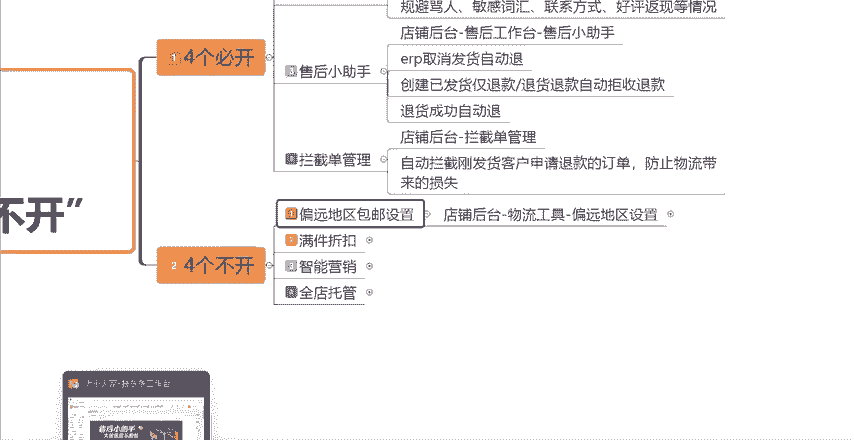 规避骂人、敏感词汇、联系方式、好评返现等情况
1 4个必开
店铺后台-售后工作台-售后小助手
erp取消发货自动退
3 售后小助手
创建已发货仅退款/退货退款自动拒收退款
退货成功自动退
店铺后台-拦截单管理
4 拦截单管理
自动拦截刚发货客户申请退款的订单，防止物流带
来的损失
不开”
1 偏远地区包邮设置
店铺后台-物流工具-偏远地区设置
2 满件折扣
2 4个不开
3 智能营销
4 全店托管
售后小助手